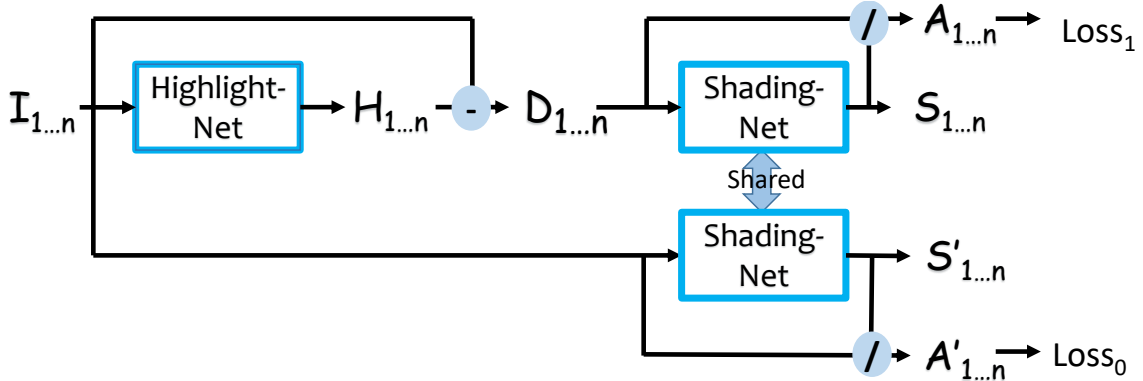 /
A1...n
Loss1
Highlight-
Net
Shading-
Net
I1...n
H1...n
-
D1...n
S1...n
Shared
Shading-
Net
S'1...n
/
A'1...n
Loss0